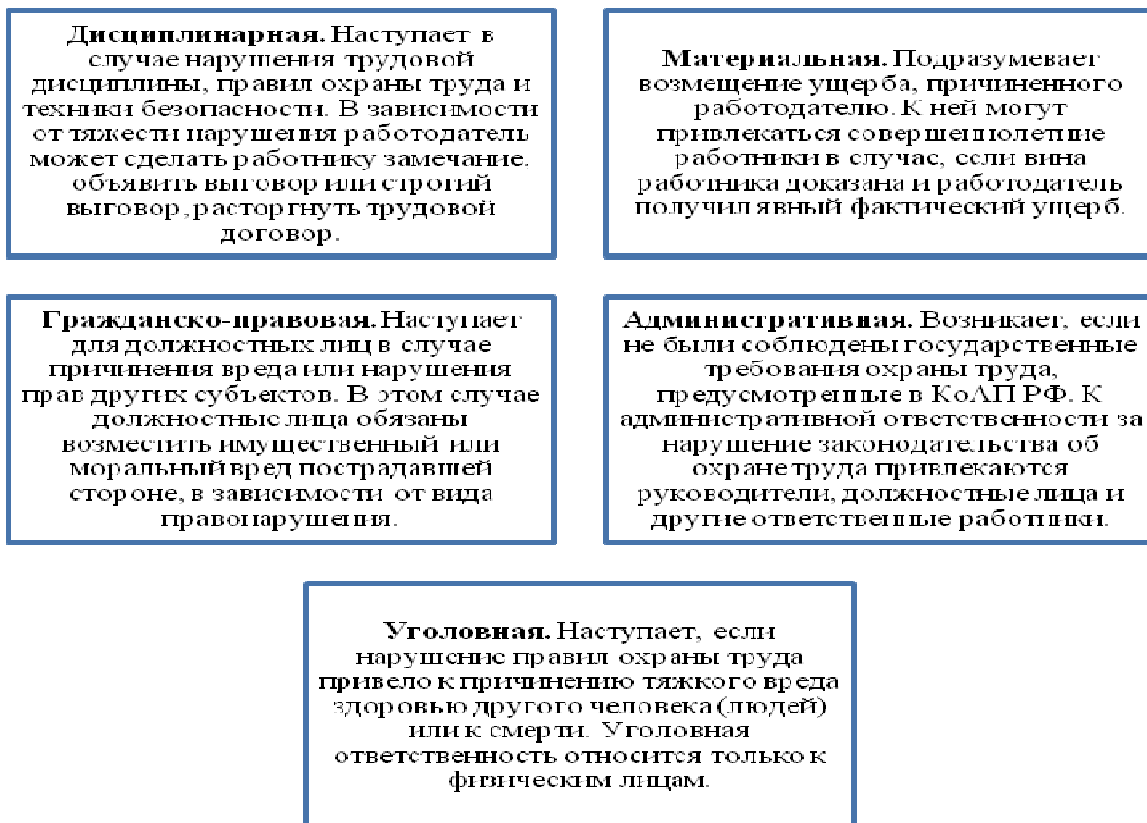 Дисциплинарная. Наступает в
случае нарушения трудовой
дисциплины, правил охраны труда и
техники безопасности. В зависимости
от тяжести нарушения работодатель
может сделать работнику замечание,
объявить выговор или строгий
выговор, расторгнуть трудовой
договор.
Материальная. Подразумевает
возмещение ущерба, причиненного
работодателю. К ней могут
привлекаться совершеннолетние
работники в случас, если вина
работника доказана и работодатель
получил явный фактический ущерб.
Гражданско-правовая. Наступает
для должностных лиц в случае
причинения вреда или нарушения
прав других субъектов. В этом случае
должностные лица обязаны
возместить имущественный или
моральный вред пострадавшей
стороне, в зависимости от вида
правонарушения.
Административная. Возникает, если
не были соблюдены государственные
требования охраны труда,
предусмотренные в КоАП РФ. К
административной ответственности за
нарушение законодательства об
охране труда привлекаются
руководители, должностные лица и
другие ответственные работники.
Уголовная. Наступает, если
нарушение правил охраны труда
привело к причинению тяжкого вреда
здоровью другого человека (людей)
или к смерти. Уголовная
ответственность относится только к
физическим лицам.